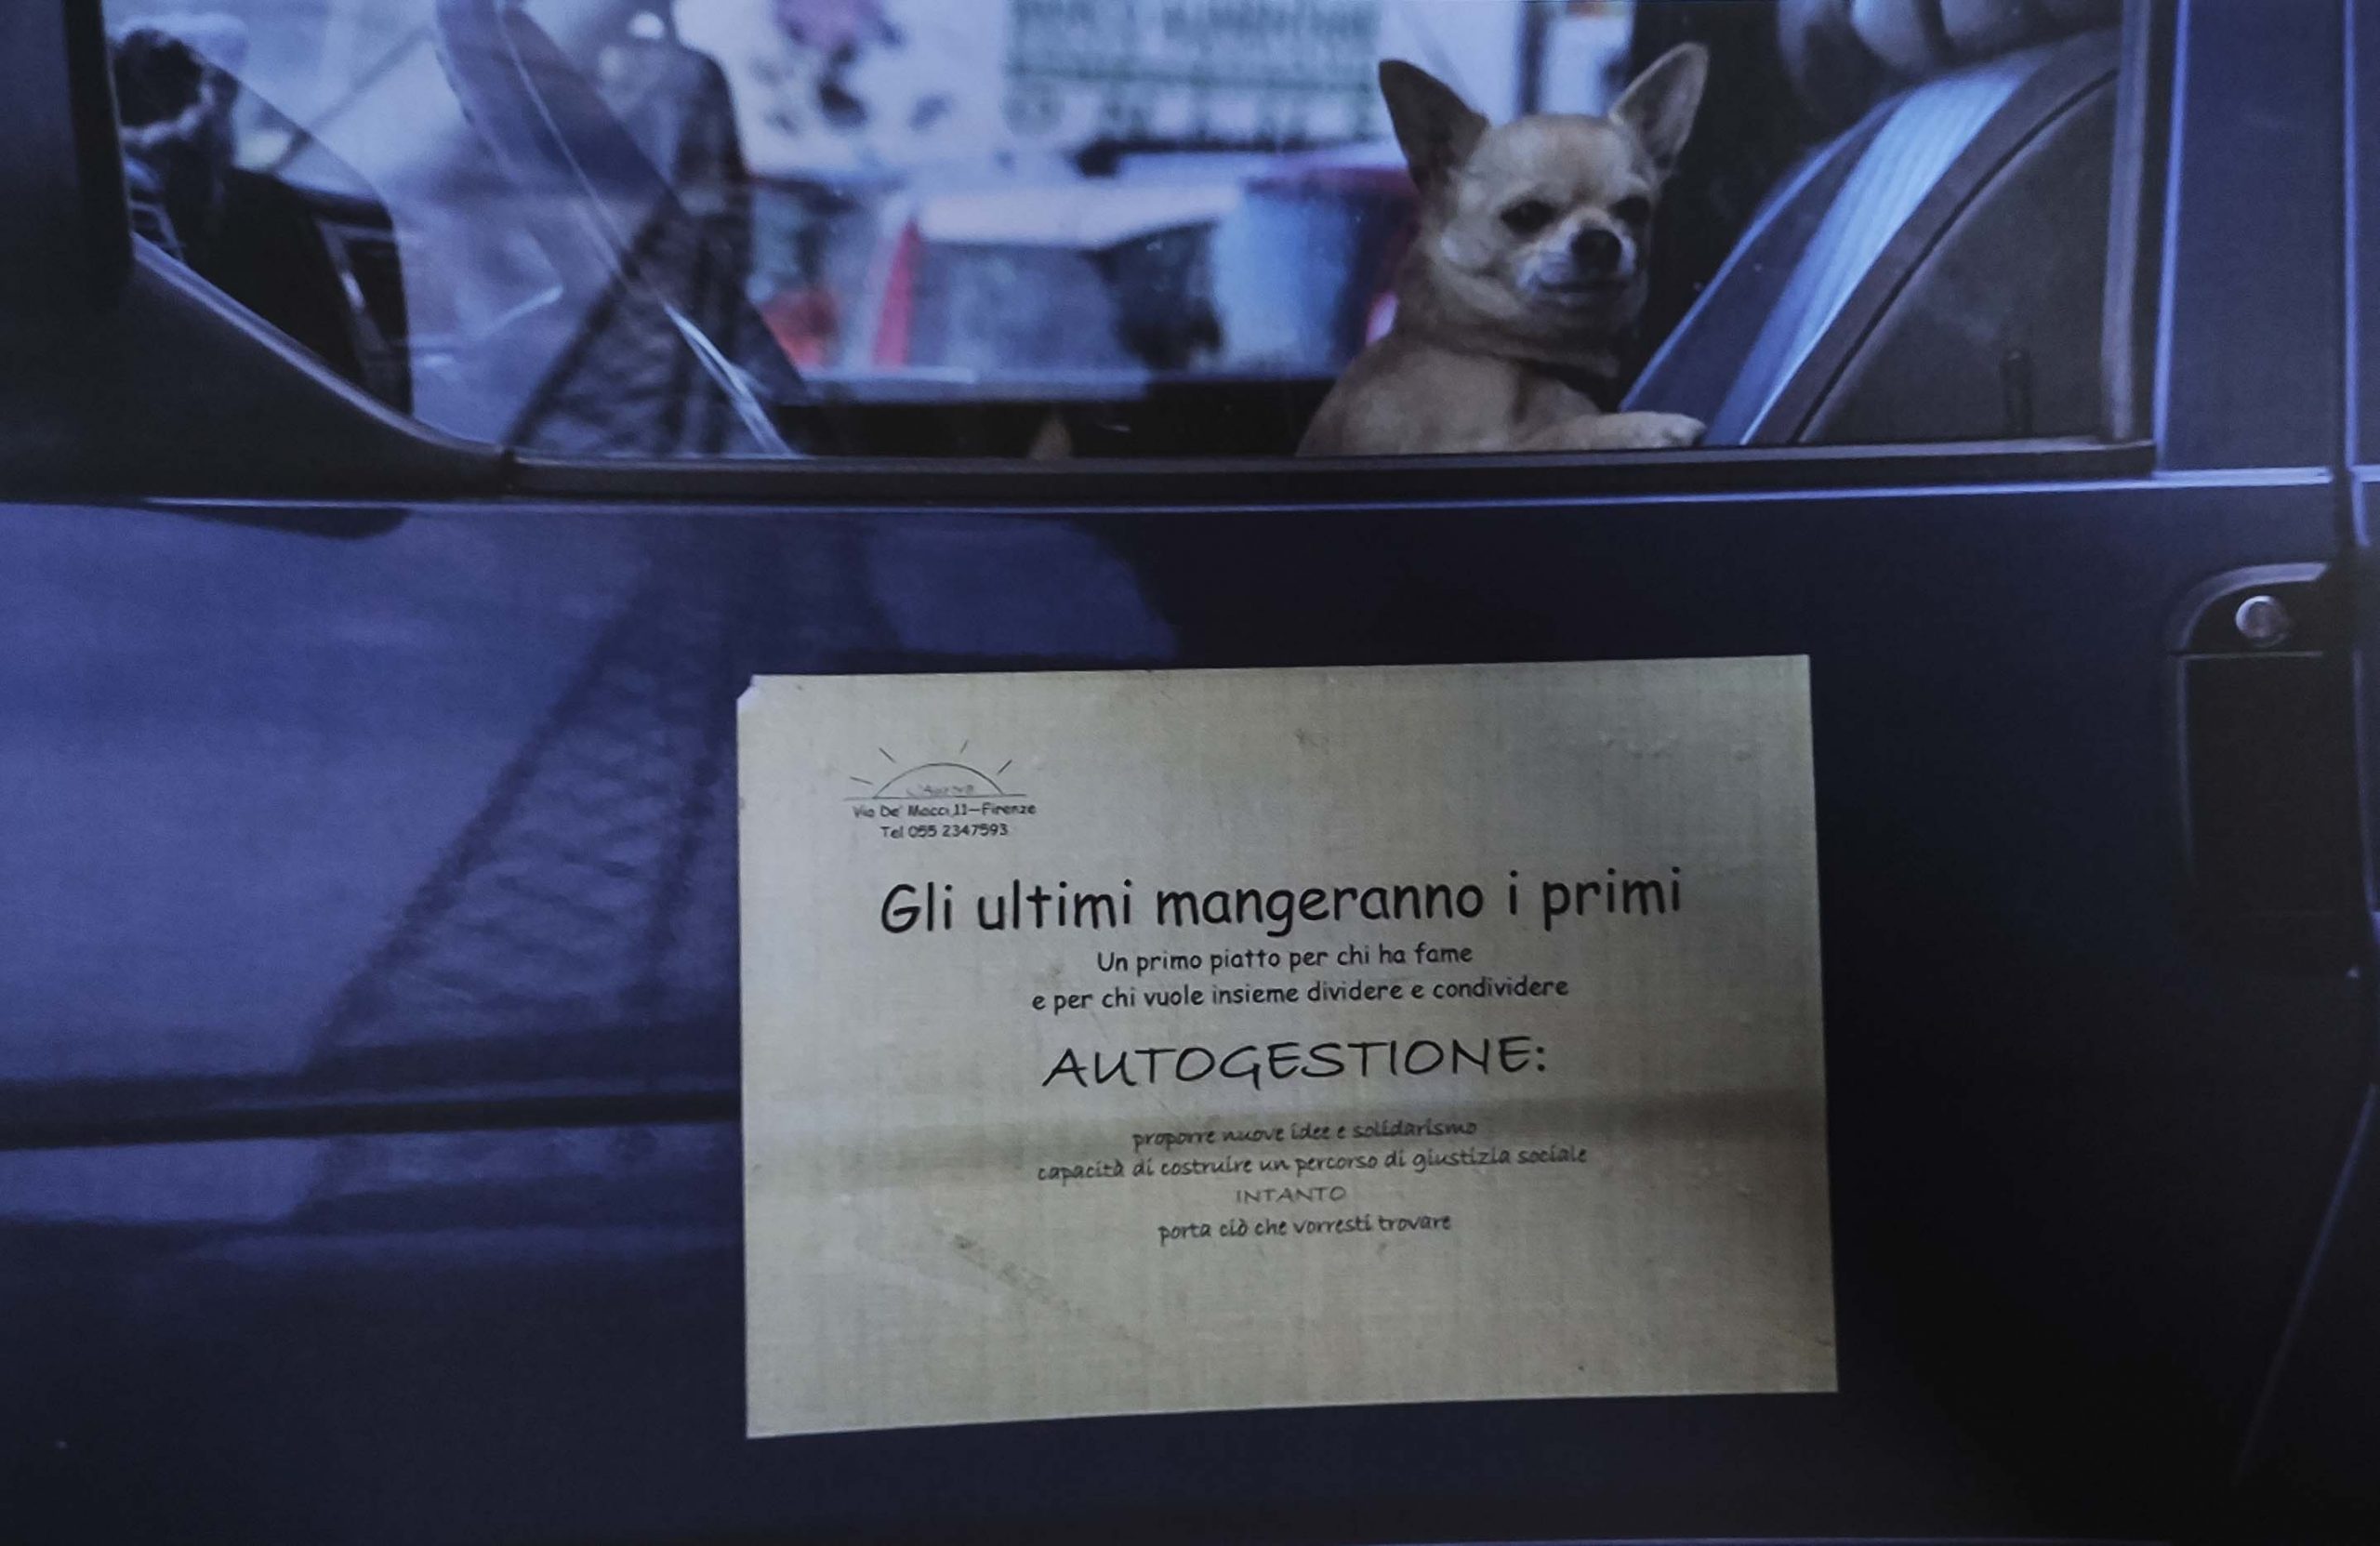 L'Aurora
Via De' Macci,11—Firenze
Tel 055 2347593
Gli ultimi mangeranno i primi
Un primo piatto per chi ha fame
e per chi vuole insieme dividere e condividere
AUTOGESTIONE:
proporre nuove idee e solidarismo
capacità di costruire un percorso di giustizia sociale
INTANTO
porta ciò che vorresti trovare